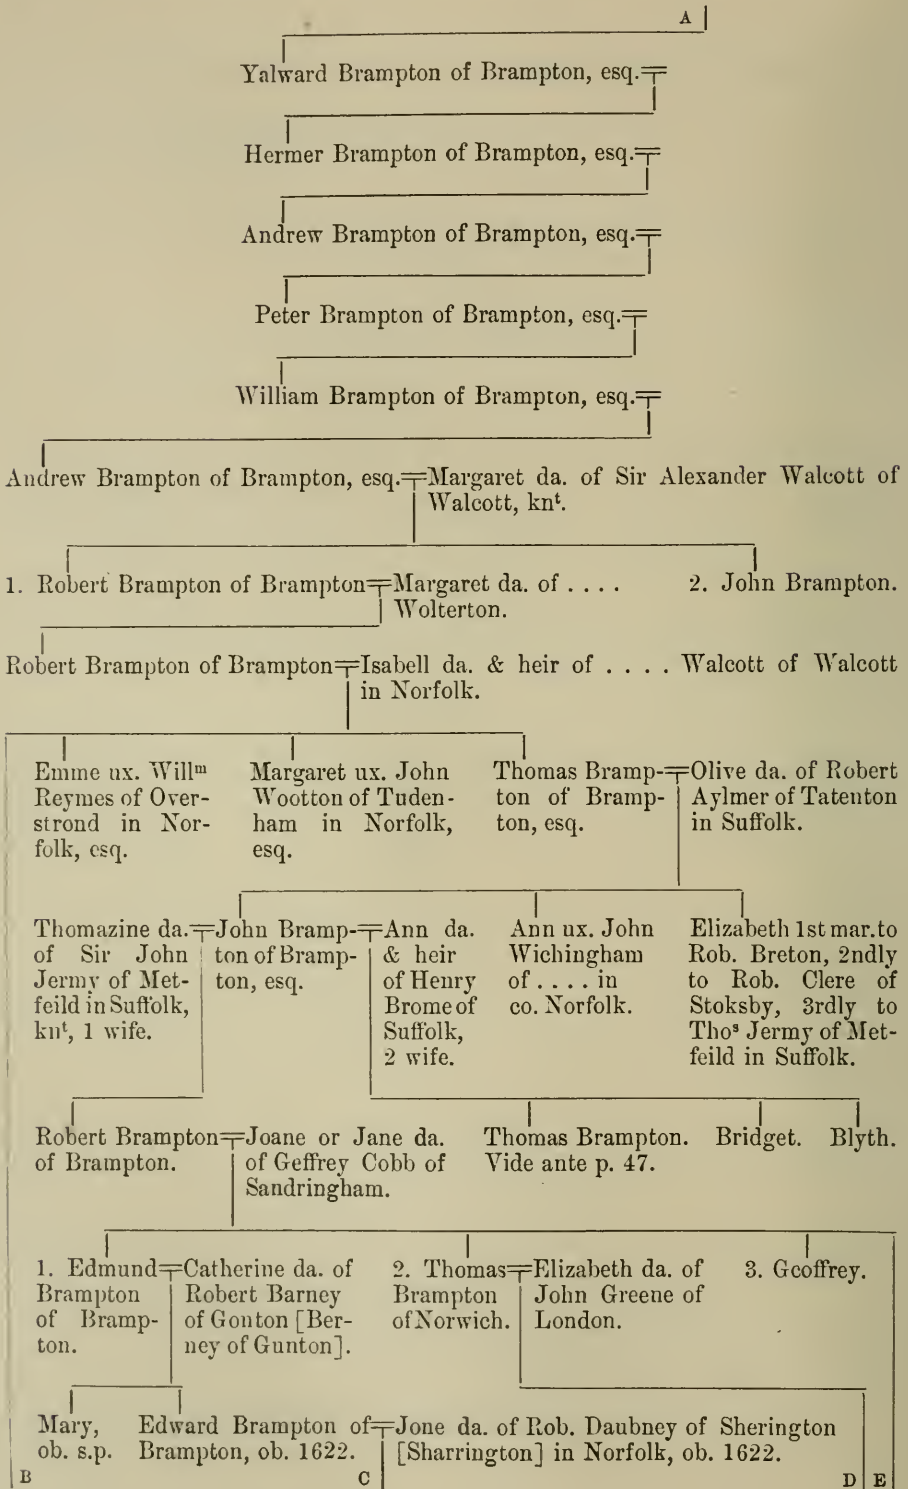 A
Yalward Brampton of Brampton, esq.
Hermer Brampton of Brampton, esq.
Andrew Brampton of Brampton, esq.
Peter Brampton of Brampton, esq.
William Brampton of Brampton, esq.
Andrew Brampton of Brampton, esq.=Margaret da. of Sir Alexander Walcott of
Walcott, knᵗ.
1. Robert Brampton of Brampton=Margaret da. of . . . . 2. John Brampton.
Wolterton.
Robert Brampton of Brampton=Isabell da. & heir of . . . . Walcott of Walcott
in Norfolk.
Emme ux. Willᵐ
Reymes of Over-
strond in Nor-
folk, esq.
Margaret ux. John
Wootton of Tuden-
ham in Norfolk,
esq.
Thomas Bramp-
ton of Bramp-
ton, esq.
Olive da. of Robert
Aylmer of Tatenton
in Suffolk.
Thomazine da.
of Sir John
Jermy of Met-
feild in Suffolk,
knᵗ, 1 wife.
John Bramp-
ton of Bramp-
ton, esq.
Ann da.
& heir
of Henry
Brome of
Suffolk,
2 wife.
Ann ux. John
Wichingham
of . . . . in
co. Norfolk.
Elizabeth 1st mar. to
Rob. Breton, 2ndly
to Rob. Clere of
Stoksby, 3rdly to
Thoˢ Jermy of Met-
feild in Suffolk.
Robert Brampton
of Brampton.
Joane or Jane da.
of Geffrey Cobb of
Sandringham.
Thomas Brampton.
Vide ante p. 47.
Bridget.
Blyth.
1. Edmund
Brampton
of Bramp-
ton.
Catherine da. of
Robert Barney
of Gonton [Ber-
ney of Gunton].
2. Thomas
Brampton
of Norwich.
Elizabeth da. of
John Greene of
London.
3. Geoffrey.
Mary,
ob. s.p.
Edward Brampton of
Brampton, ob. 1622.
Jone da. of Rob. Daubney of Sherington
[Sharrington] in Norfolk, ob. 1622.
B C D E